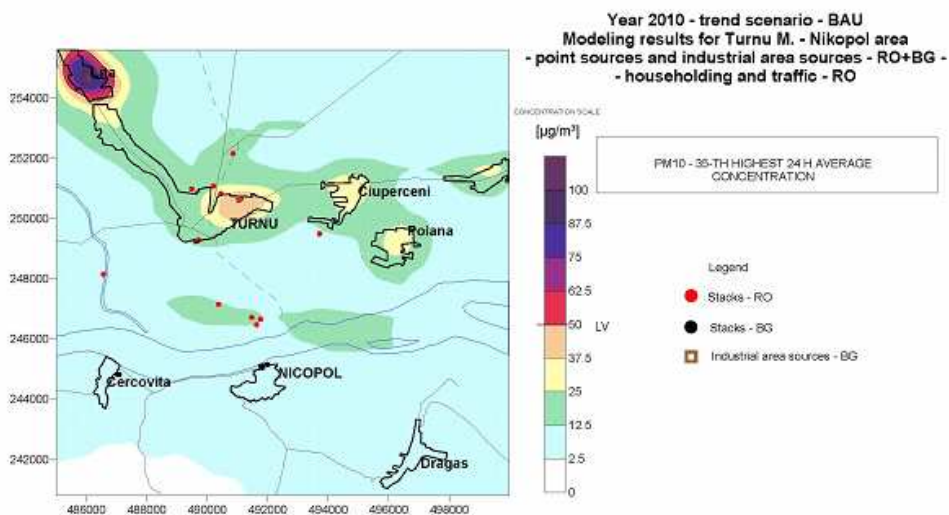 Year 2010 - trend scenario - BAU
Modeling results for Turnu M. - Nikopol area
- point sources and industrial area sources - RO+BG -
- householding and traffic - RO
CONCENTRATION SCALE
[µg/m³]
PM10 - 35-TH HIGHEST 24 H AVERAGE
CONCENTRATION
100
87.5
75
62.5
50
LV
37.5
25
12.5
2.5
0
Legend
Stacks - RO
Stacks - BG
Industrial area sources - BG
254000
252000
250000
248000
246000
244000
242000
486000
488000
490000
492000
494000
496000
498000
Ciuperceni
TURNU
Poiana
Cercovita
NICOPOL
Dragas